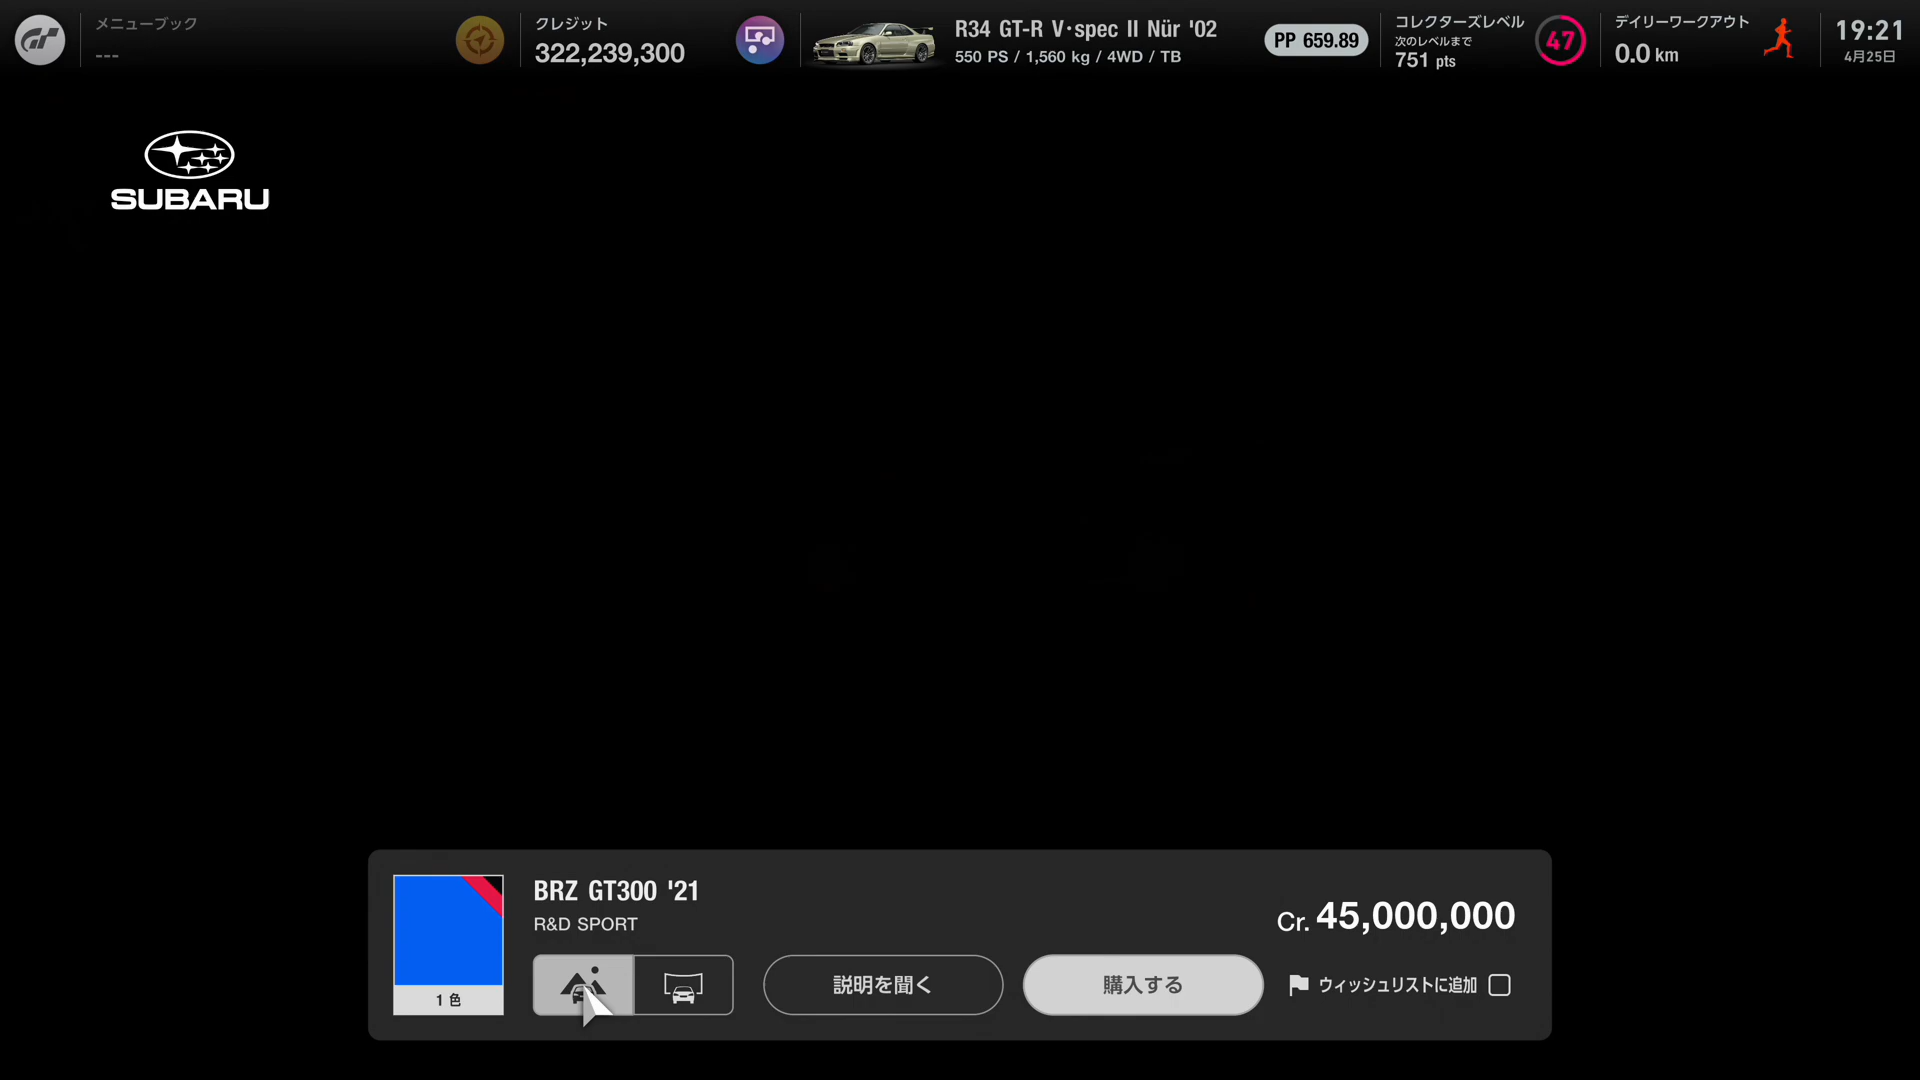 メニューブック
---
クレジット
322,239,300
R34 GT-R V・spec II Nür '02
550 PS / 1,560 kg / 4WD / TB
PP 659.89
コレクターズレベル
次のレベルまで
751 pts
47
デイリーワークアウト
0.0 km
19:21
4月25日
SUBARU
BRZ GT300 '21
R&D SPORT
Cr. 45,000,000
1 色
説明を聞く
購入する
ウィッシュリストに追加